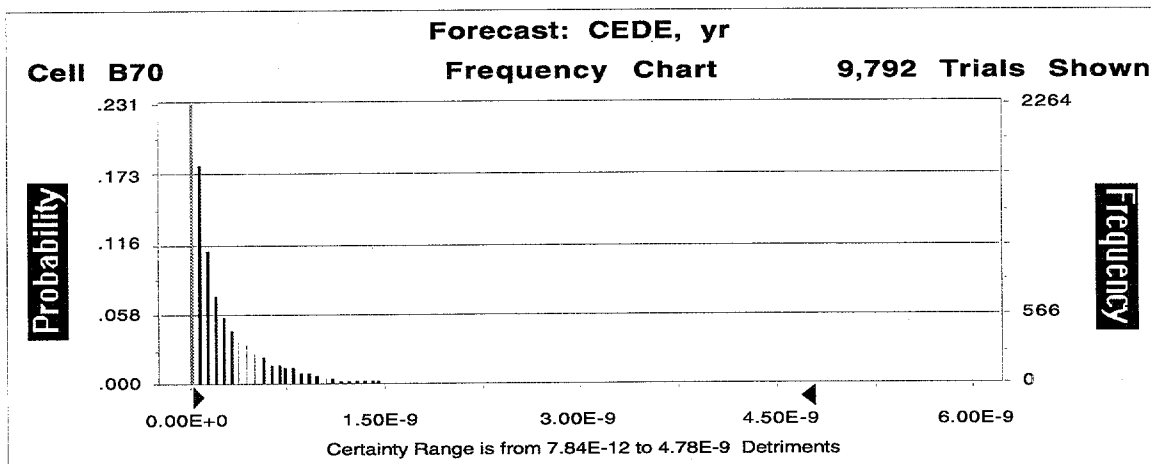 Forecast: CEDE, yr
Cell B70 Frequency Chart 9,792 Trials Shown
.231 2264
.173
.116
.058 566
.000 0
Probability
Frequency
0.00E+0 1.50E-9 3.00E-9 4.50E-9 6.00E-9
Certainty Range is from 7.84E-12 to 4.78E-9 Detriments